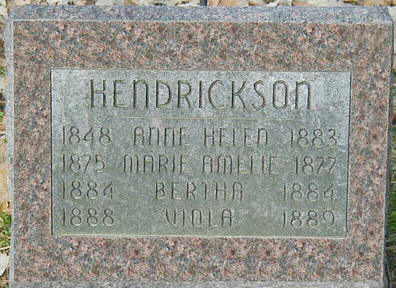 HENDRICKSON
1848 ANNE HELEN 1883
1875 MARIE AMELIE 1877
1884 BERTHA 1884
1888 VIOLA 1889